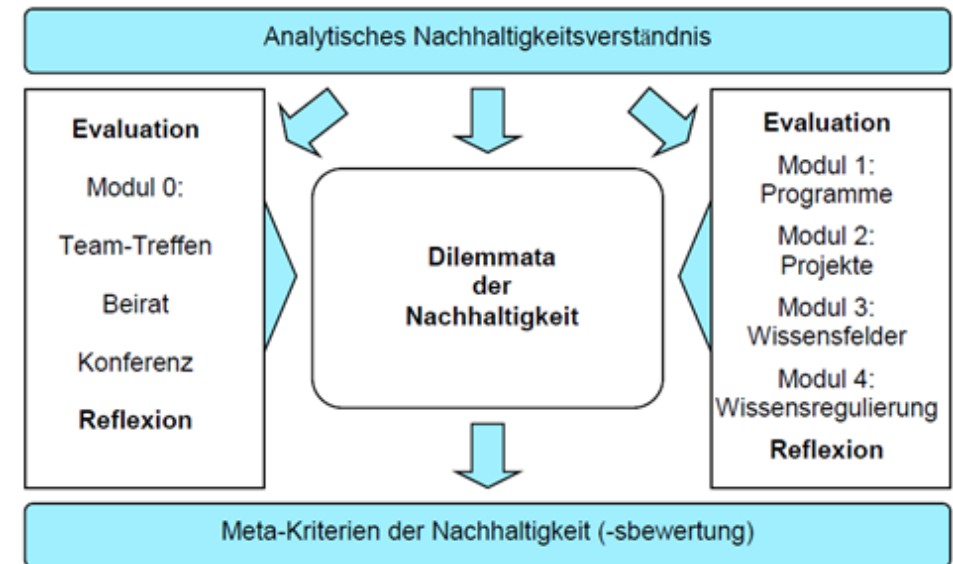 Analytisches Nachhaltigkeitsverständnis
Evaluation
Modul 0:
Team-Treffen
Beirat
Konferenz
Reflexion
Dilemmata
der
Nachhaltigkeit
Evaluation
Modul 1:
Programme
Modul 2:
Projekte
Modul 3:
Wissensfelder
Modul 4:
Wissensregulierung
Reflexion
Meta-Kriterien der Nachhaltigkeit (-sbewertung)